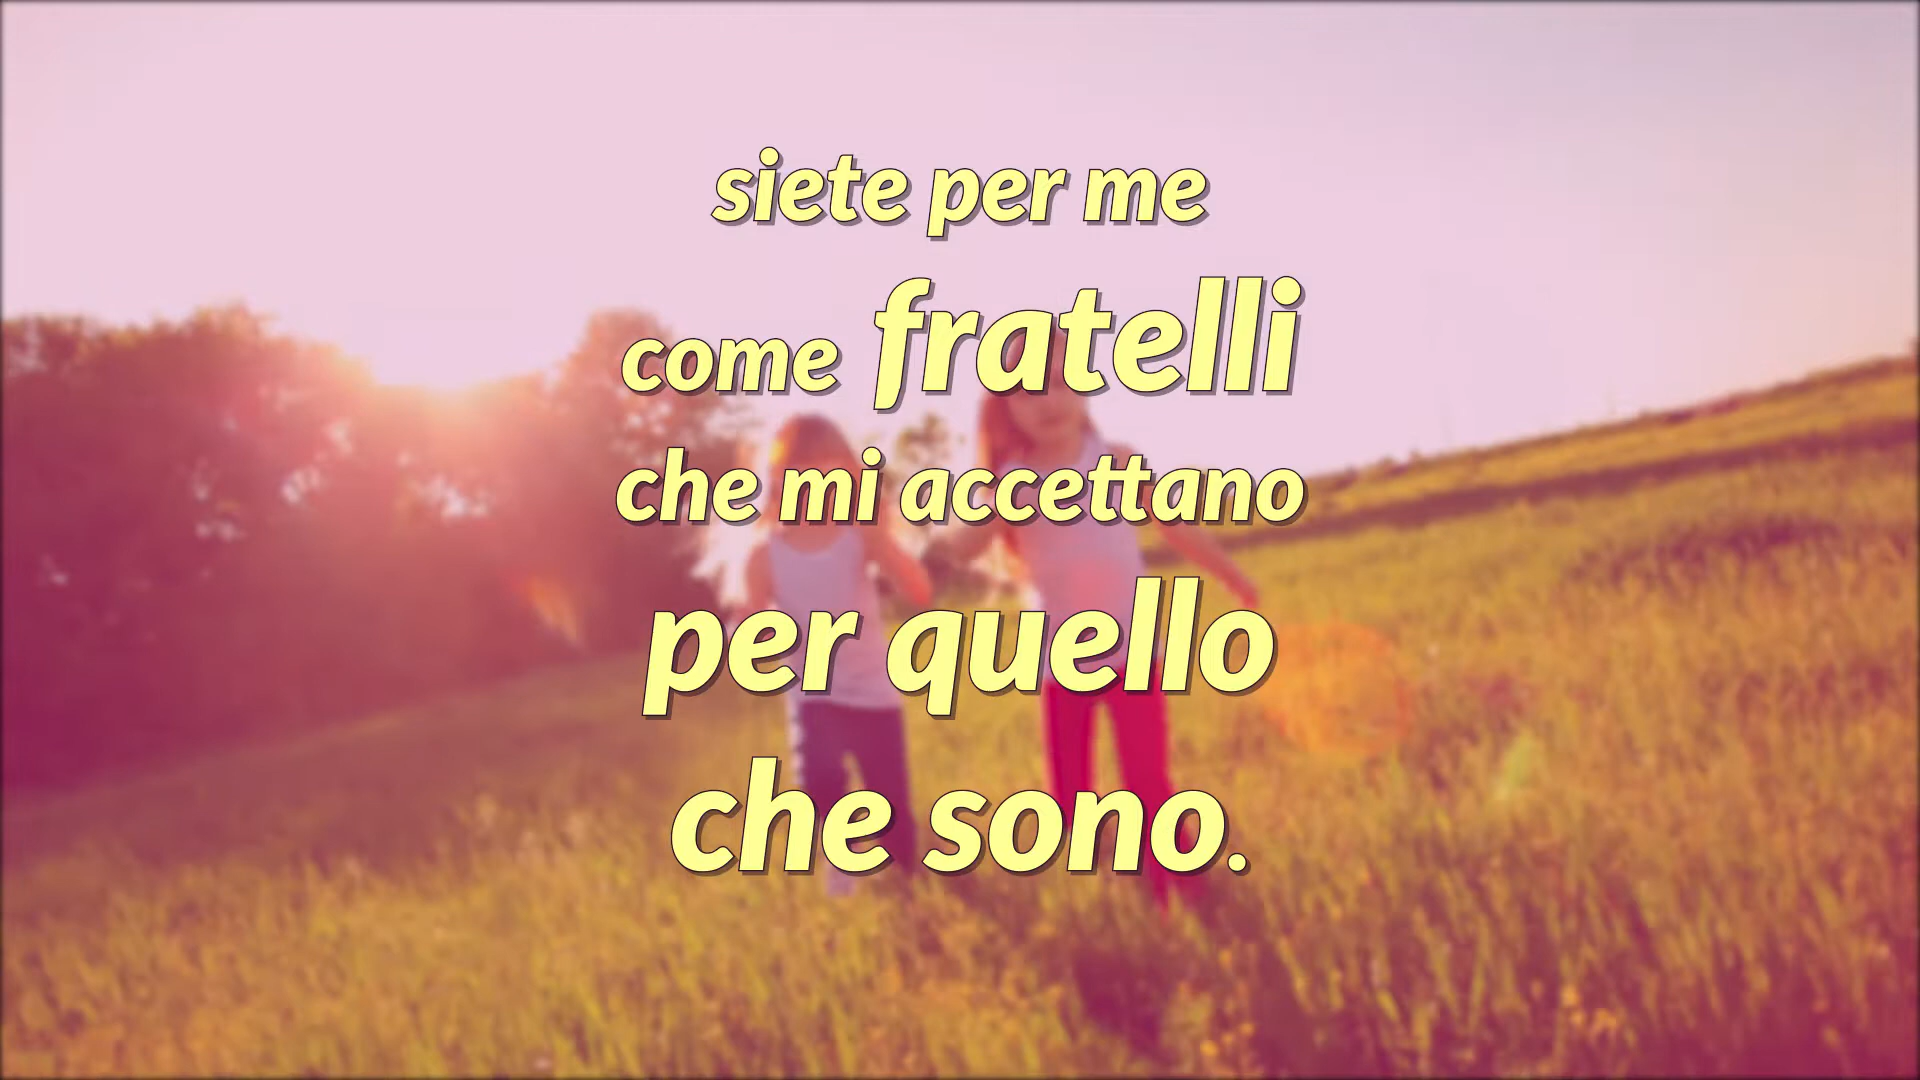 siete per me
come fratelli
che mi accettano
per quello
che sono.